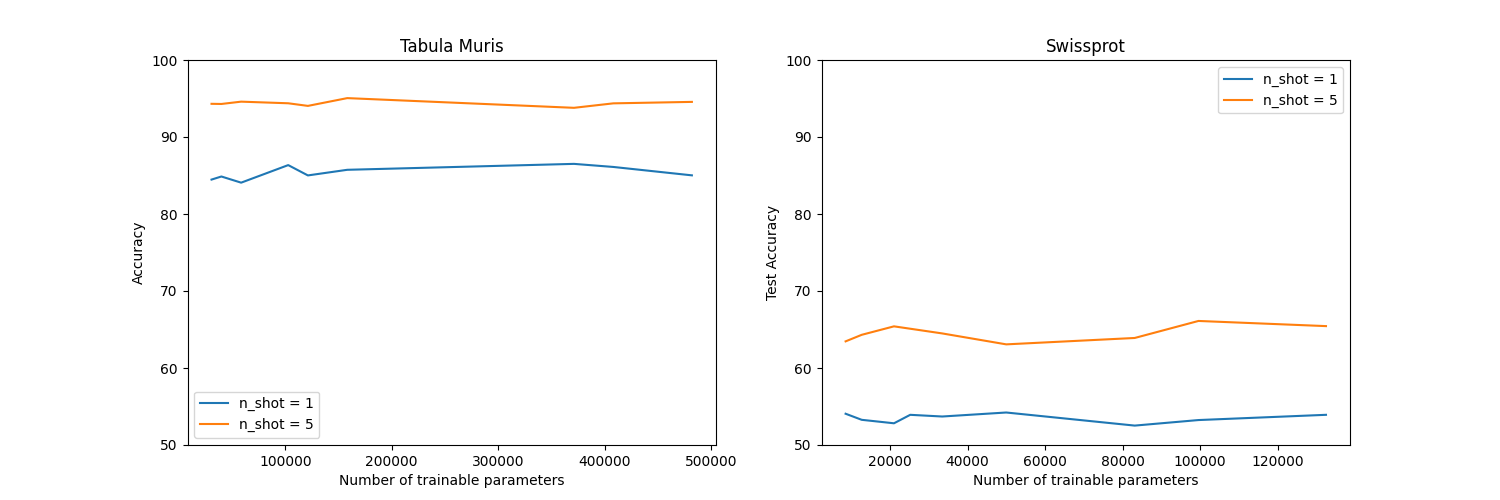 Tabula Muris
100
90
80
70
60
50
Accuracy
n_shot = 1
n_shot = 5
100000 200000 300000 400000 500000
Number of trainable parameters
Swissprot
100
90
80
70
60
50
Test Accuracy
n_shot = 1
n_shot = 5
20000 40000 60000 80000 100000 120000
Number of trainable parameters